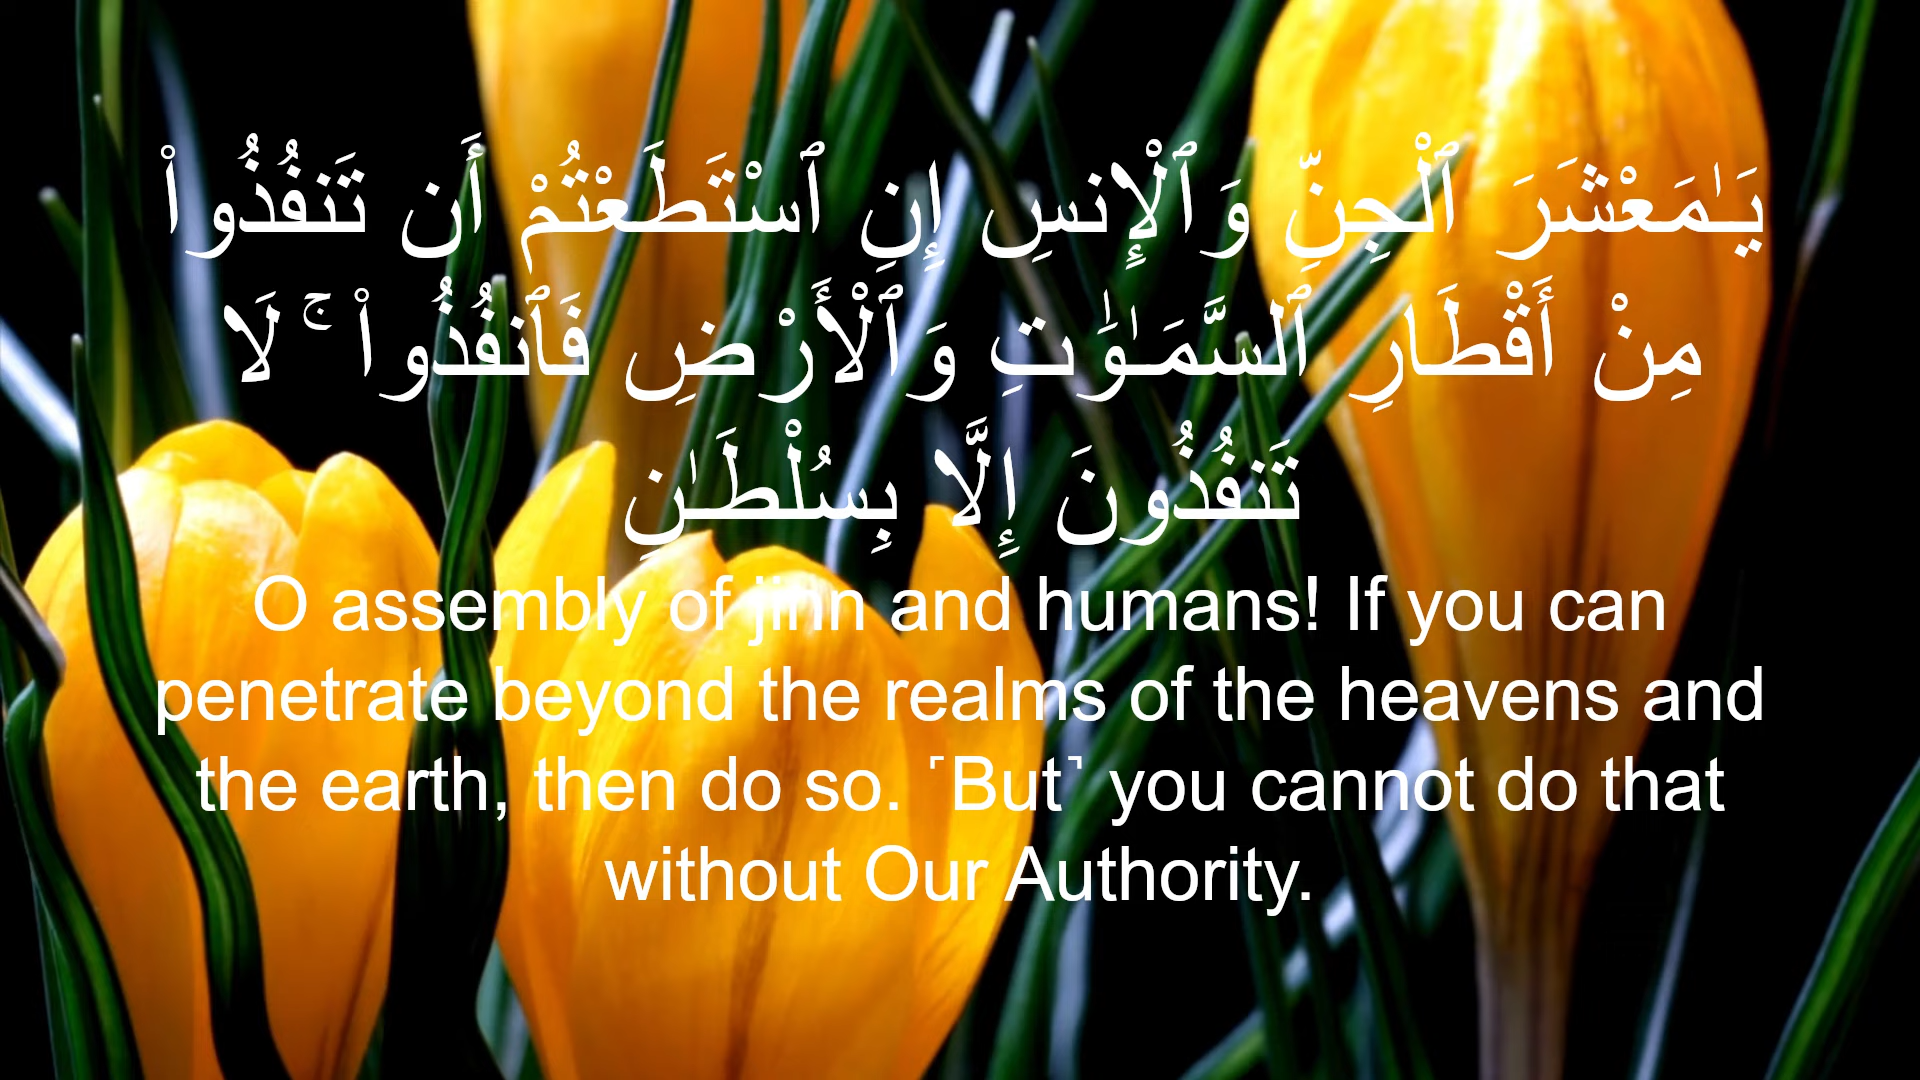 يَـٰمَعْشَرَ ٱلْجِنِّ وَٱلْإِنسِ إِنِ ٱسْتَطَعْتُمْ أَن تَنفُذُوا۟
مِنْ أَقْطَارِ ٱلسَّمَـٰوَٰتِ وَٱلْأَرْضِ فَٱنفُذُوا۟ ۚ لَا
تَنفُذُونَ إِلَّا بِسُلْطَـٰنٍ
O assembly of jinn and humans! If you can
penetrate beyond the realms of the heavens and
the earth, then do so. ˹But˺ you cannot do that
without Our Authority.